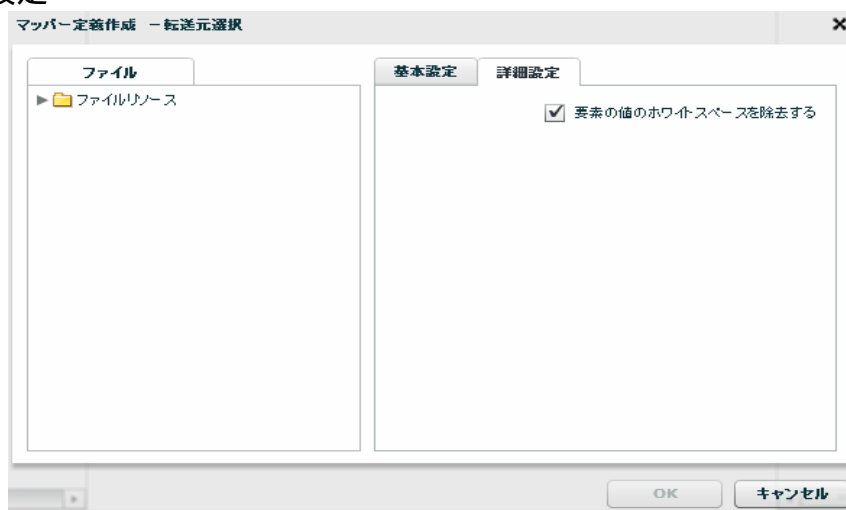 マッパー定義作成 －転送元選択
ファイル
ファイルリソース
基本設定 詳細設定
要素の値のホワイトスペースを除去する
OK キャンセル